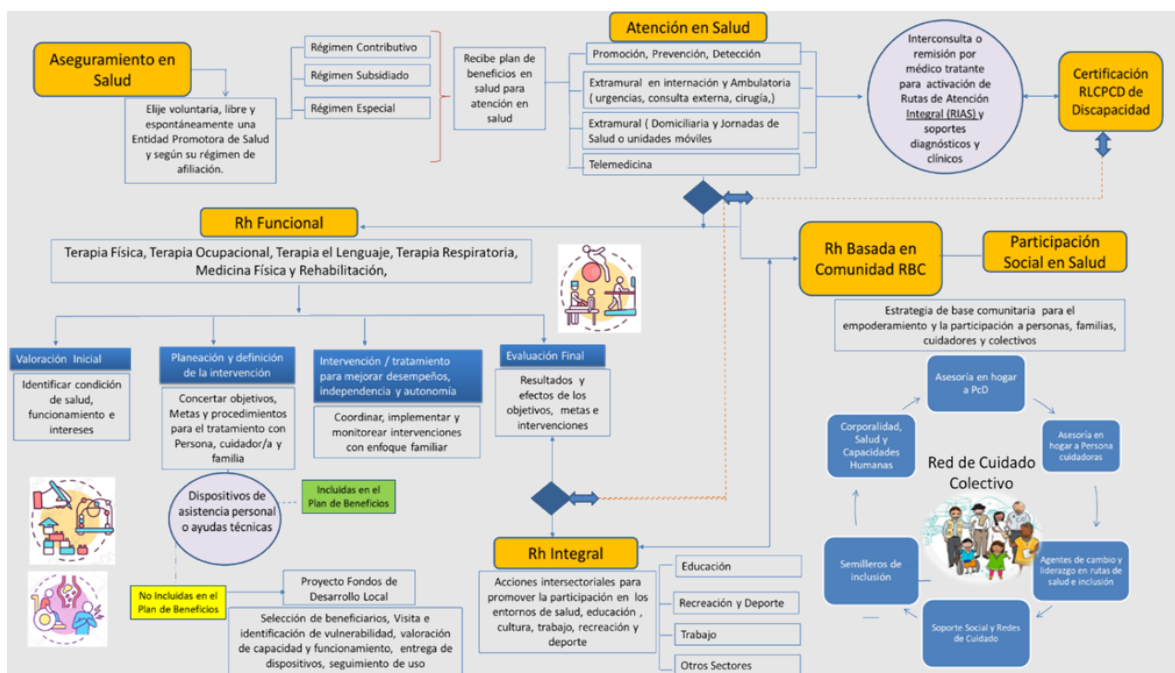 Aseguramiento en
Salud
Elije voluntaria, libre y
espontáneamente una
Entidad Promotora de Salud
y según su régimen de
afiliación.
Régimen Contributivo
Régimen Subsidiado
Régimen Especial
Recibe plan de
beneficios en
salud para
atención en
salud
Atención en Salud
Promoción, Prevención, Detección
Extramural en internación y Ambulatoria
( urgencias, consulta externa, cirugía,)
Extramural ( Domiciliaria y Jornadas de
Salud o unidades móviles
Telemedicina
Interconsulta o
remisión por
médico tratante
para activación de
Rutas de Atención
Integral (RIAS) y
soportes
diagnósticos y
clínicos
Certificación
RLCPCD de
Discapacidad
Rh Funcional
Terapia Física, Terapia Ocupacional, Terapia el Lenguaje, Terapia Respiratoria,
Medicina Física y Rehabilitación,
Valoración Inicial
Identificar condición
de salud,
funcionamiento e
intereses
Planeación y definición
de la intervención
Concertar objetivos,
Metas y procedimientos
para el tratamiento con
Persona, cuidador/a y
familia
Intervención / tratamiento
para mejorar desempeños,
independencia y autonomía
Coordinar, implementar y
monitorear intervenciones
con enfoque familiar
Evaluación Final
Resultados y
efectos de los
objetivos, metas e
intervenciones
Dispositivos de
asistencia personal
o ayudas técnicas
Incluidas en el
Plan de Beneficios
No Incluidas en el
Plan de Beneficios
Proyecto Fondos de
Desarrollo Local
Selección de beneficiarios, Visita e
identificación de vulnerabilidad, valoración
de capacidad y funcionamiento, entrega de
dispositivos, seguimiento de uso
Rh Integral
Acciones intersectoriales para
promover la participación en los
entornos de salud, educación ,
cultura, trabajo, recreación y
deporte
Educación
Recreación y Deporte
Trabajo
Otros Sectores
Rh Basada en
Comunidad RBC
Participación
Social en Salud
Estrategia de base comunitaria para el
empoderamiento y la participación a personas, familias,
cuidadores y colectivos
Asesoría en hogar
a PcD
Asesoría en
hogar a Persona
cuidadoras
Agentes de cambio y
liderazgo en rutas de
salud e inclusión
Soporte Social y Redes
de Cuidado
Semilleros de
inclusión
Corporalidad,
Salud y
Capacidades
Humanas
Red de Cuidado
Colectivo